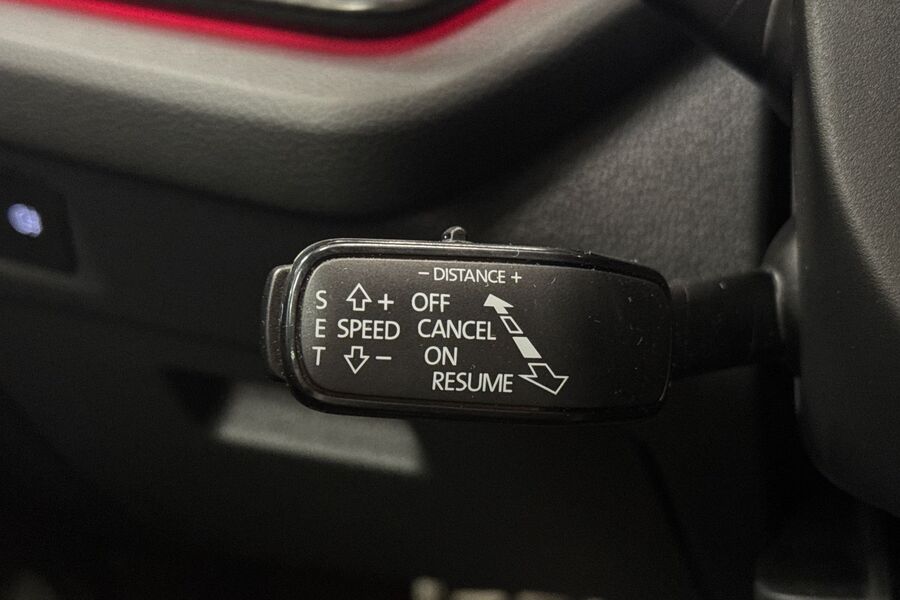 - DISTANCE +
S + OFF
E SPEED CANCEL
T - ON
RESUME